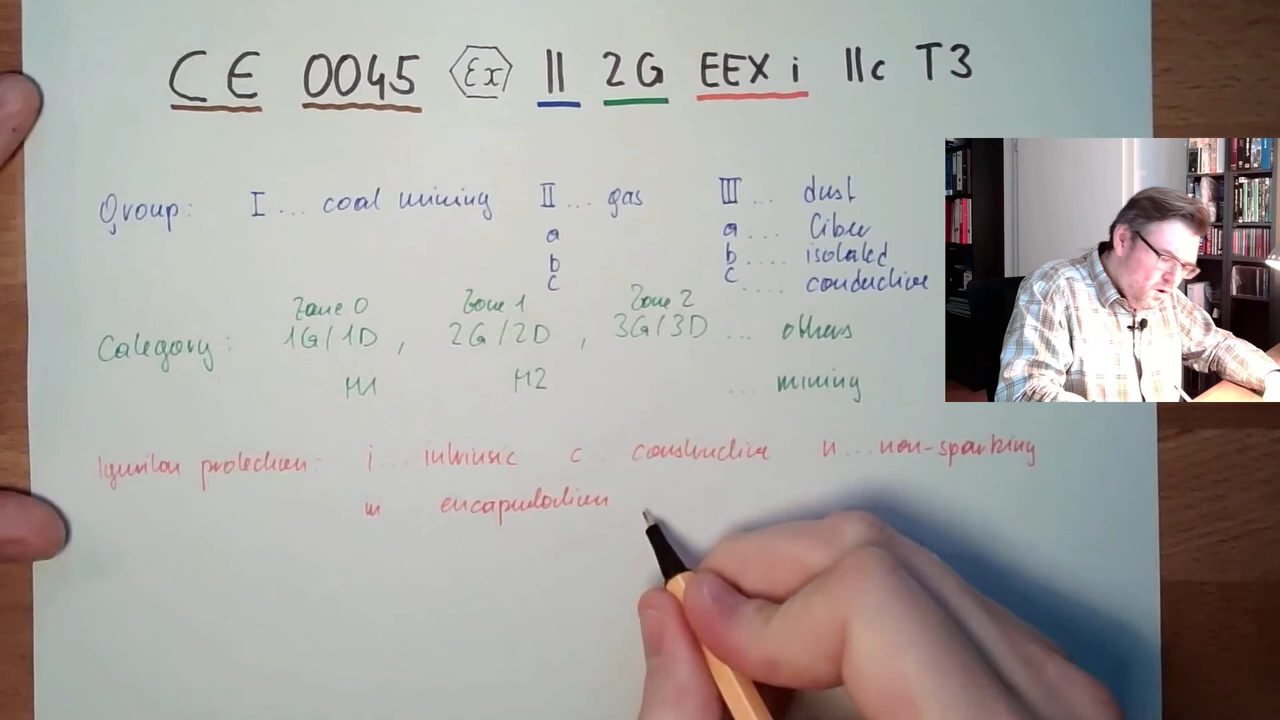 CE 0045 Ex II 2G EEX i IIc T3
Group: I ... coal mining II ... gas III ... dust
a a .... fiber
b b .... isolated
c c .... conductive
Zone 0 Zone 1 Zone 2
Category: 1G/1D , 2G/2D , 3G/3D ... others
M1 M2 ... mining
Ignition protection: i ... intrinsic c . constructive n ... non-sparking
m encapsulation